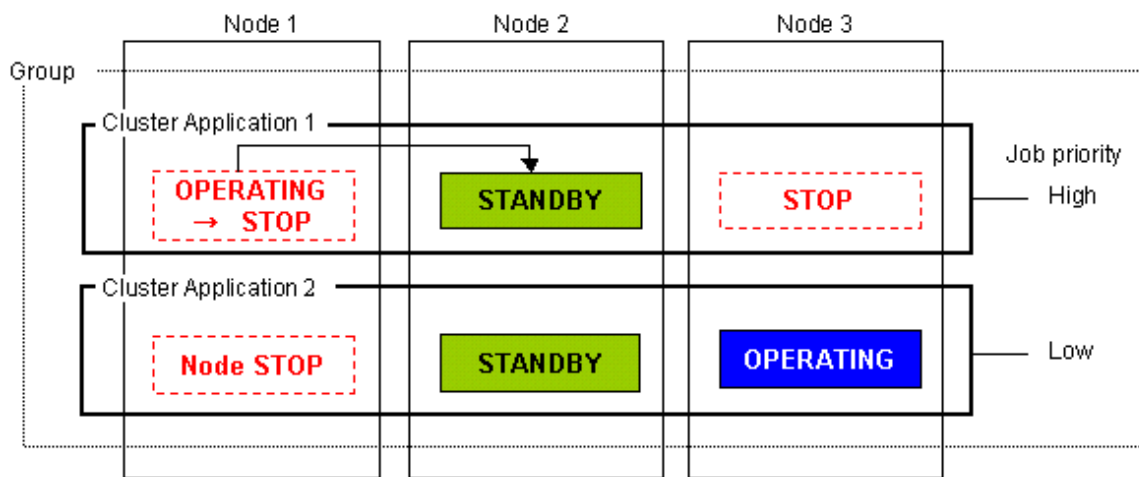 Node 1
Node 2
Node 3
Group
Cluster Application 1
Job priority
OPERATING
→ STOP
STANDBY
STOP
High
Cluster Application 2
Node STOP
STANDBY
OPERATING
Low